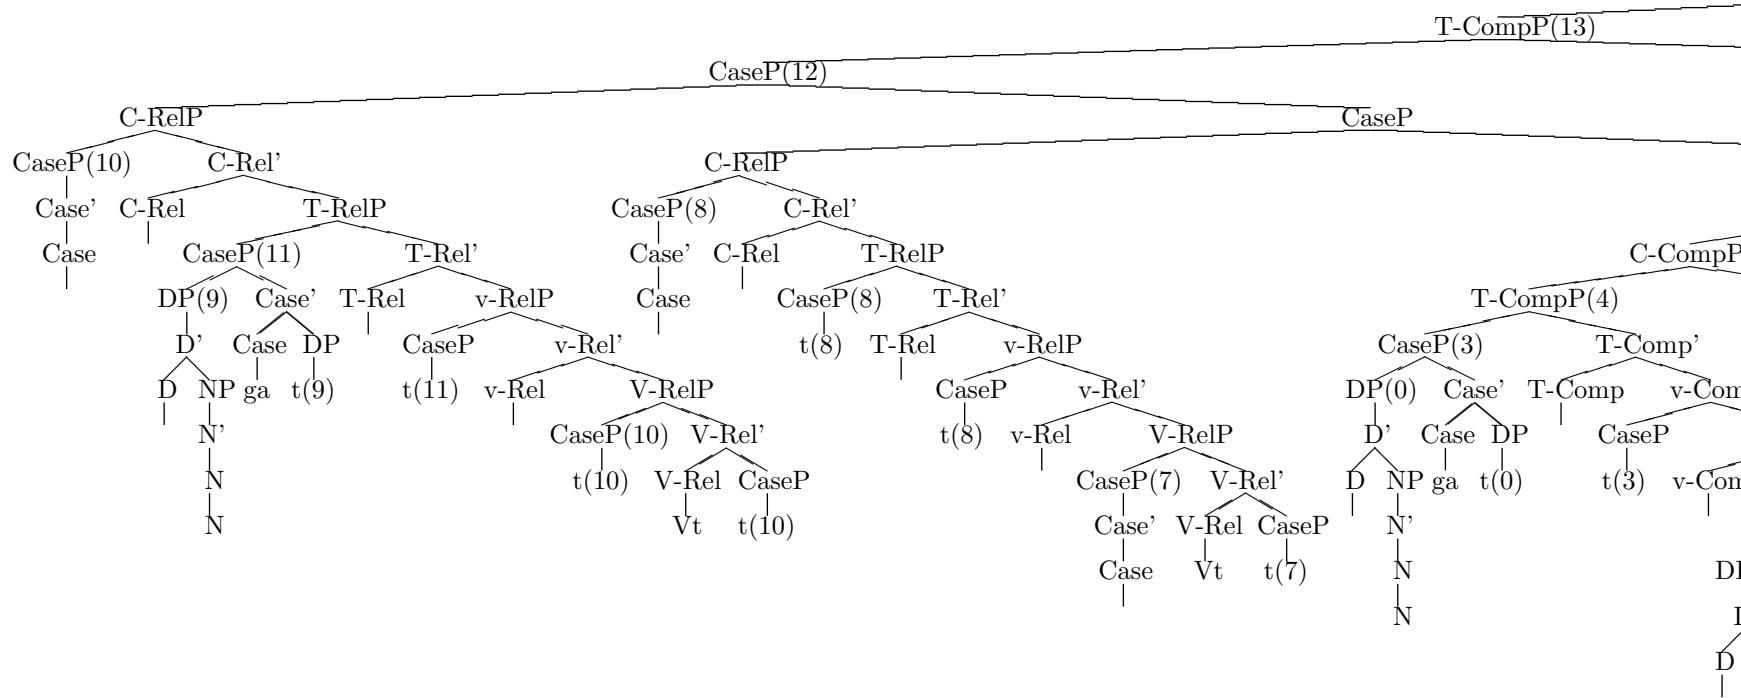 T-CompP(13)
CaseP(12)
C-RelP CaseP
CaseP(10) C-Rel' C-RelP
Case' C-Rel T-RelP CaseP(8) C-Rel'
Case CaseP(11) T-Rel' Case' C-Rel T-RelP C-CompP
DP(9) Case' T-Rel v-RelP Case CaseP(8) T-Rel' T-CompP(4)
D' Case DP CaseP v-Rel' t(8) T-Rel v-RelP CaseP(3) T-Comp'
D NP ga t(9) t(11) v-Rel V-RelP CaseP v-Rel' DP(0) Case' T-Comp v-Com
N' CaseP(10) V-Rel' t(8) v-Rel V-RelP D' Case DP CaseP
N t(10) V-Rel CaseP CaseP(7) V-Rel' D NP ga t(0) t(3) v-Com
N Vt t(10) Case' V-Rel CaseP N'
Case Vt t(7) N
N
D